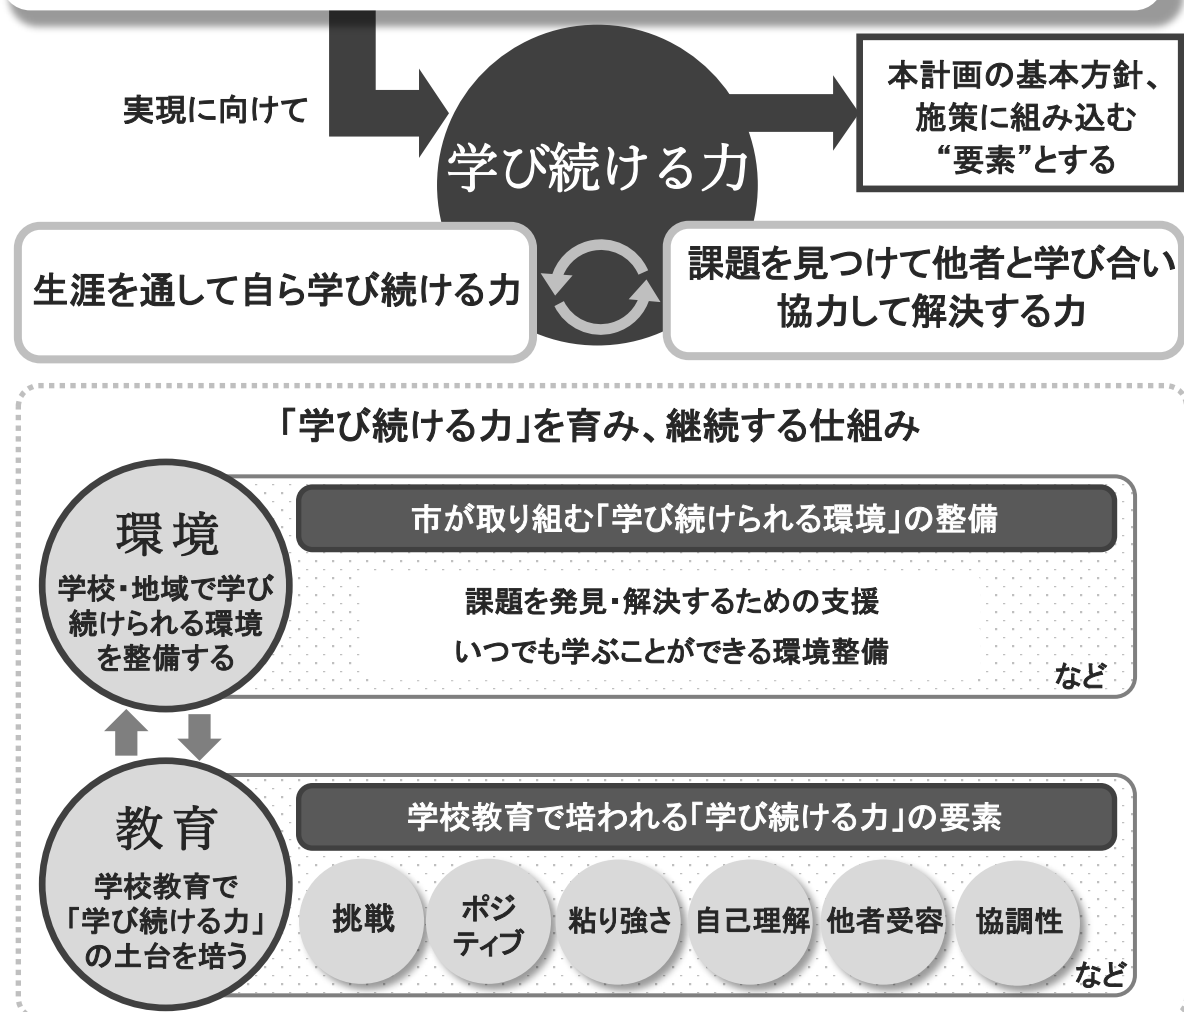 実現に向けて
本計画の基本方針、
施策に組み込む
“要素”とする
学び続ける力
生涯を通して自ら学び続ける力
課題を見つけて他者と学び合い
協力して解決する力
「学び続ける力」を育み、継続する仕組み
環境
学校・地域で学び
続けられる環境
を整備する
市が取り組む「学び続けられる環境」の整備
課題を発見・解決するための支援
いつでも学ぶことができる環境整備
など
教育
学校教育で
「学び続ける力」
の土台を培う
学校教育で培われる「学び続ける力」の要素
挑戦
ポジ
ティブ
粘り強さ
自己理解
他者受容
協調性
など